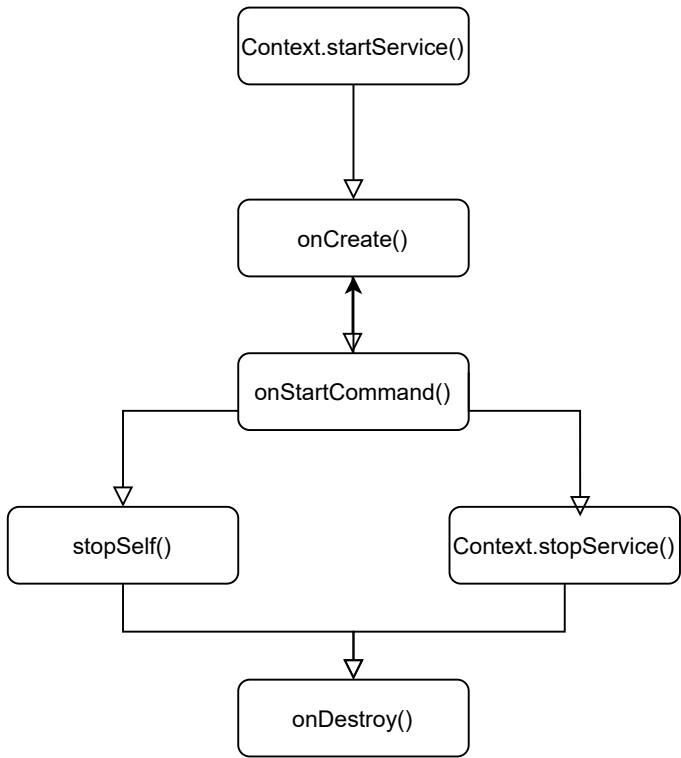 Context.startService()
onCreate()
onStartCommand()
stopSelf()
Context.stopService()
onDestroy()